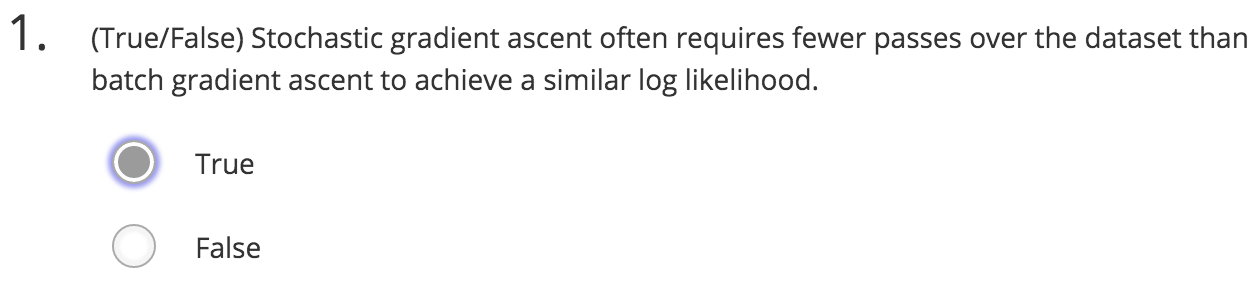 1. (True/False) Stochastic gradient ascent often requires fewer passes over the dataset than
batch gradient ascent to achieve a similar log likelihood.
True
False